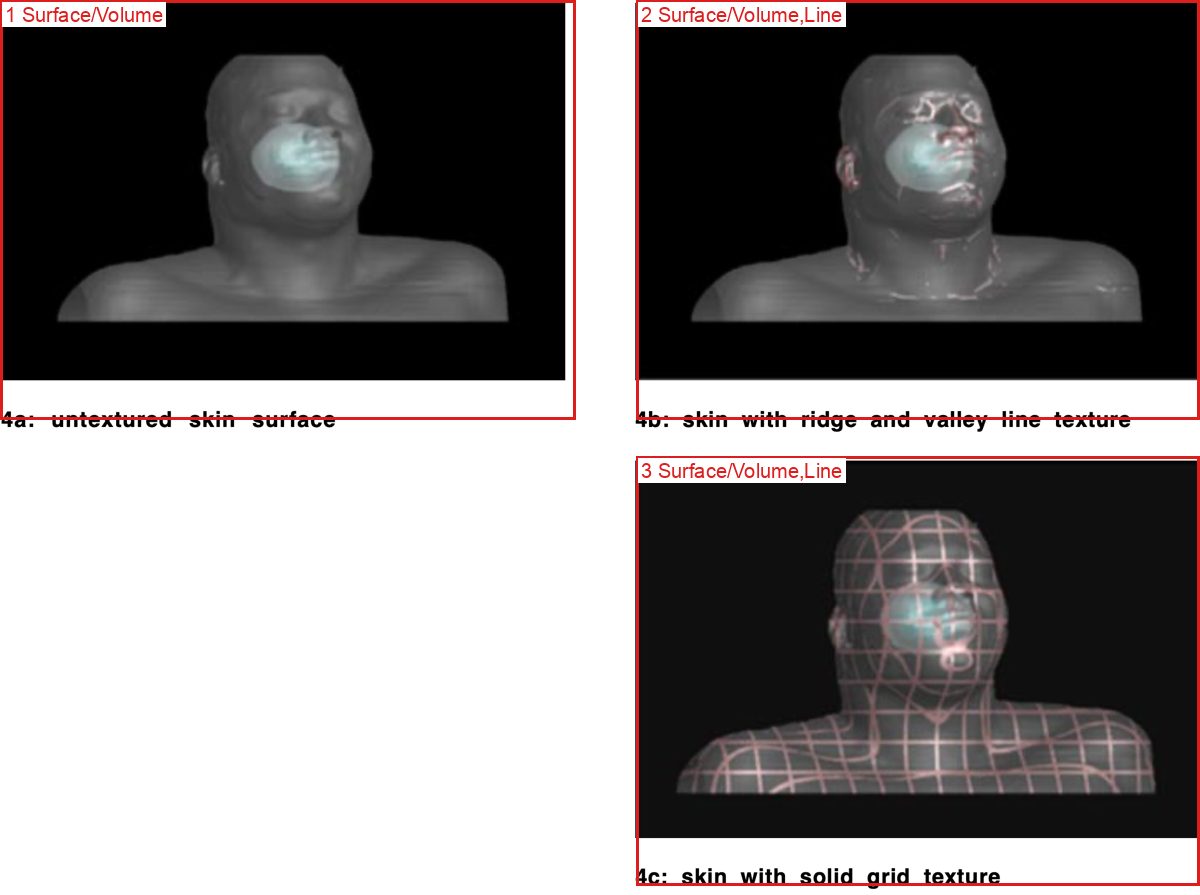 1 Surface/Volume
2 Surface/Volume,Line
4a: untextured skin surface
4b: skin with ridge and valley line texture
3 Surface/Volume,Line
4c: skin with solid grid texture